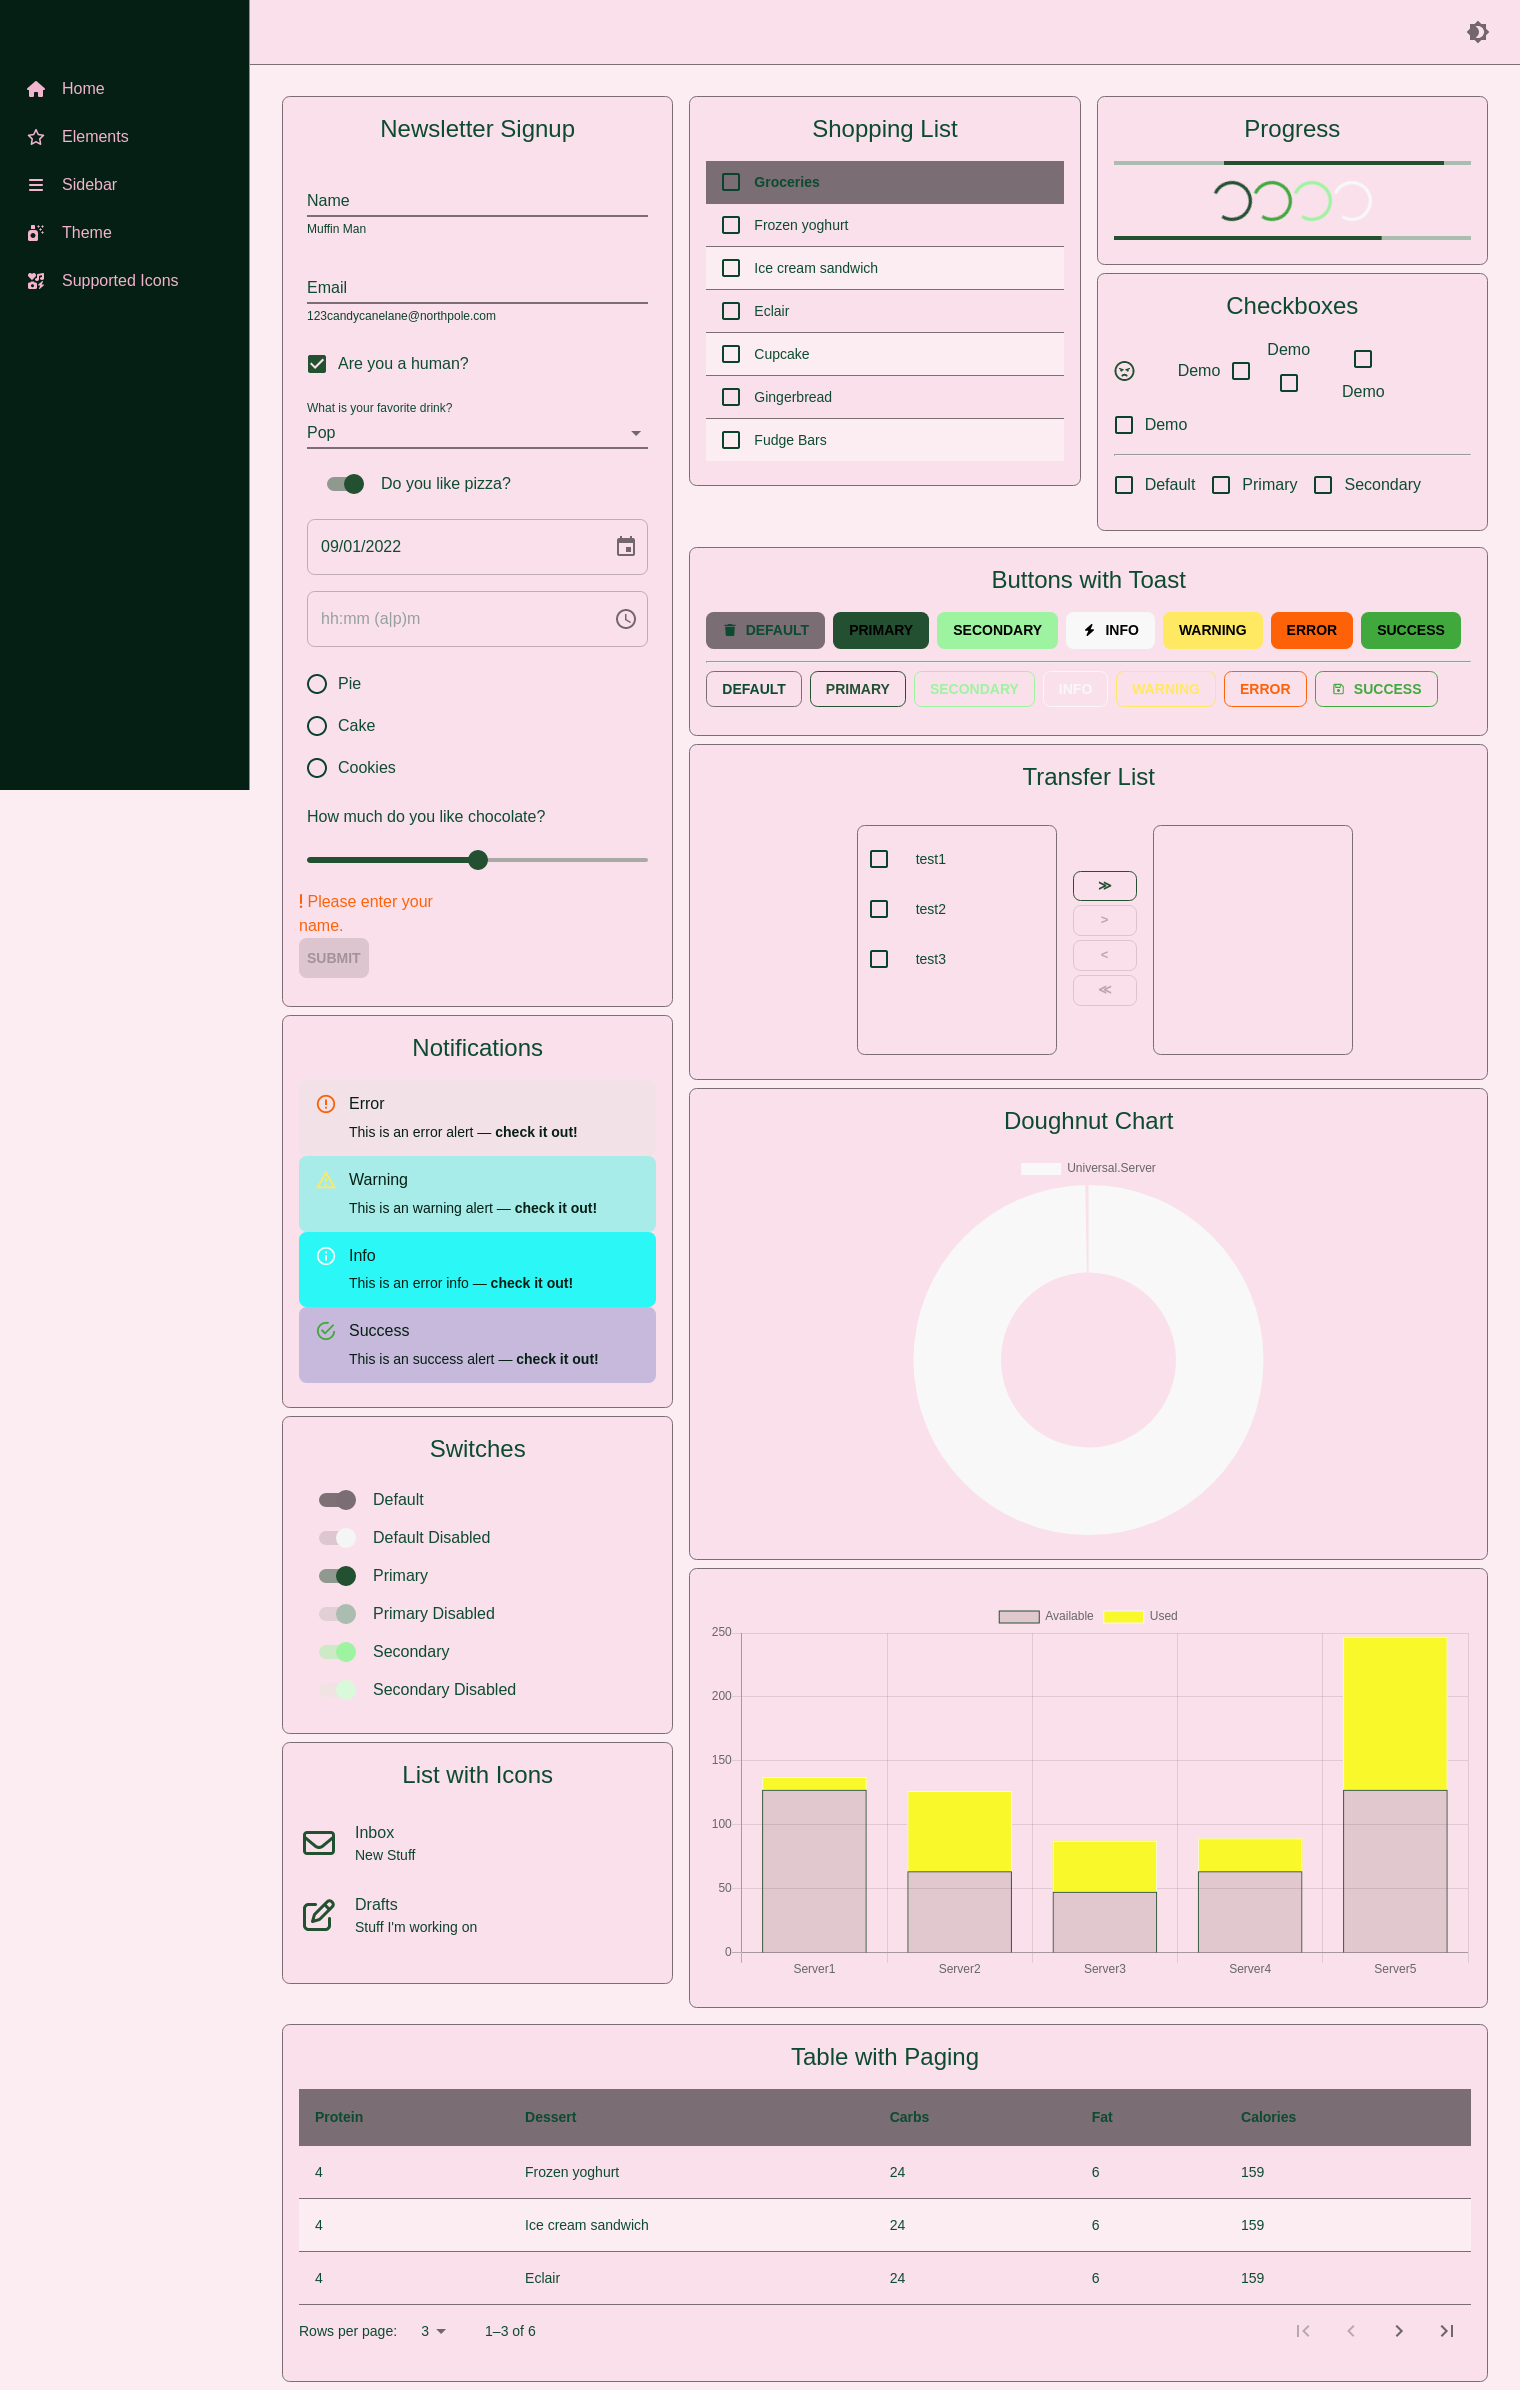 Home
Elements
Sidebar
Theme
Supported Icons
Newsletter Signup
Name
Muffin Man
Email
123candycanelane@northpole.com
Are you a human?
What is your favorite drink?
Pop
Do you like pizza?
09/01/2022
hh:mm (a|p)m
Pie
Cake
Cookies
How much do you like chocolate?
! Please enter your
name.
SUBMIT
Notifications
Error
This is an error alert — check it out!
Warning
This is an warning alert — check it out!
Info
This is an error info — check it out!
Success
This is an success alert — check it out!
Switches
Default
Default Disabled
Primary
Primary Disabled
Secondary
Secondary Disabled
List with Icons
Inbox
New Stuff
Drafts
Stuff I'm working on
Shopping List
Groceries
Frozen yoghurt
Ice cream sandwich
Eclair
Cupcake
Gingerbread
Fudge Bars
Progress
Checkboxes
Demo
Demo
Demo
Demo
Default Primary Secondary
Buttons with Toast
DEFAULT PRIMARY SECONDARY INFO WARNING ERROR SUCCESS
DEFAULT PRIMARY SECONDARY INFO WARNING ERROR SUCCESS
Transfer List
test1
test2
test3
≫
>
<
≪
Doughnut Chart
Universal.Server
Available Used
250
200
150
100
50
0
Server1 Server2 Server3 Server4 Server5
Table with Paging
Protein Dessert Carbs Fat Calories
4 Frozen yoghurt 24 6 159
4 Ice cream sandwich 24 6 159
4 Eclair 24 6 159
Rows per page: 3 1–3 of 6